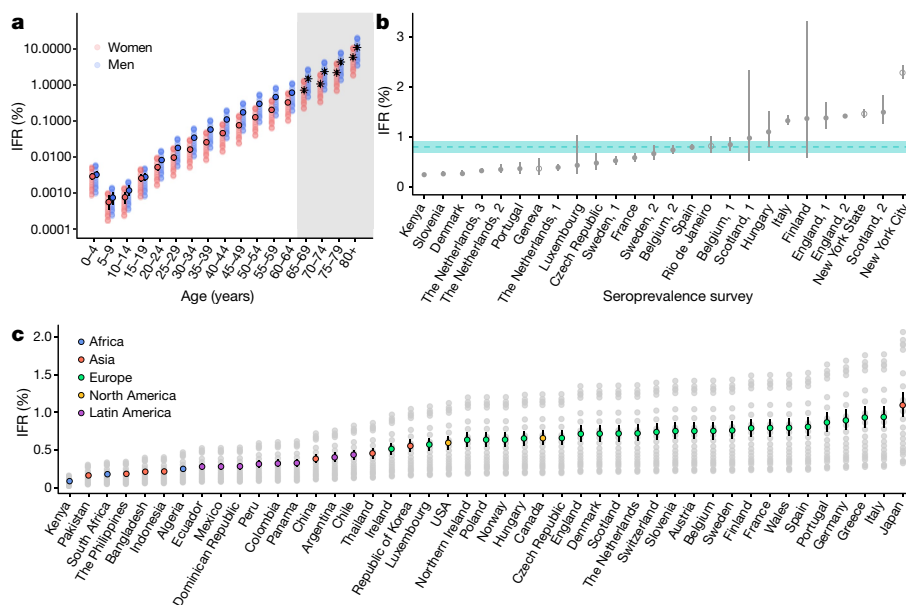 a
10.0000
1.0000
0.1000
0.0100
0.0010
0.0001
IFR (%)
Women
Men
0–4
5–9
10–14
15–19
20–24
25–29
30–34
35–39
40–44
45–49
50–54
55–59
60–64
65–69
70–74
75–79
80+
Age (years)
b
3
2
1
0
IFR (%)
Kenya
Slovenia
Denmark
The Netherlands, 3
The Netherlands, 2
Portugal
Geneva
The Netherlands, 1
Luxembourg
Czech Republic
Sweden, 1
France
Sweden, 2
Belgium, 2
Spain
Rio de Janeiro
Belgium, 1
Scotland, 1
Hungary
Italy
Finland
England, 1
England, 2
New York State
Scotland, 2
New York City
Seroprevalence survey
c
2.0
1.5
1.0
0.5
0
IFR (%)
Africa
Asia
Europe
North America
Latin America
Kenya
Pakistan
South Africa
The Philippines
Bangladesh
Indonesia
Algeria
Ecuador
Mexico
Dominican Republic
Peru
Colombia
Panama
China
Argentina
Chile
Thailand
Ireland
Republic of Korea
Luxembourg
USA
Northern Ireland
Poland
Norway
Hungary
Canada
Czech Republic
England
Denmark
Scotland
The Netherlands
Switzerland
Slovenia
Austria
Belgium
Sweden
Finland
France
Wales
Spain
Portugal
Germany
Greece
Italy
Japan